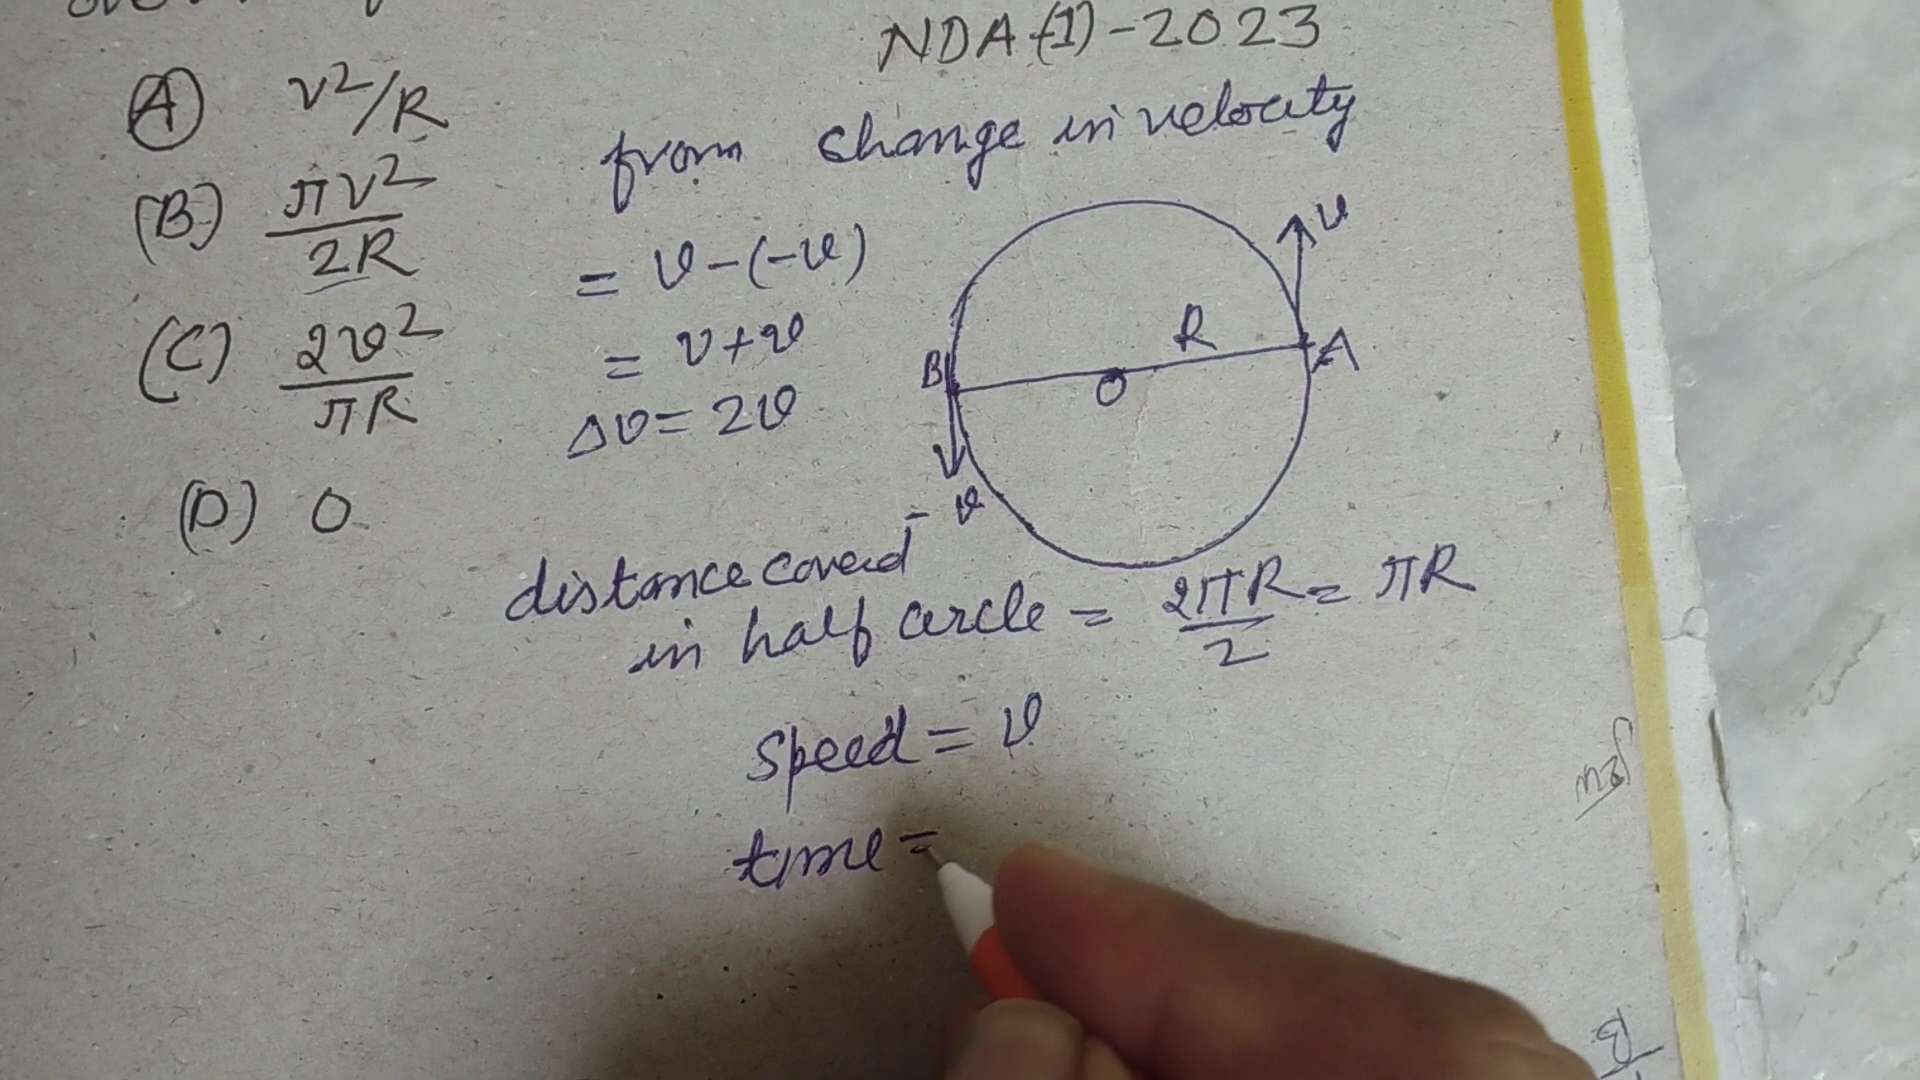 NDA (I) - 2023
(A) v²/R
(B) πv²/2R
(C) 2v²/πR
(D) 0
from change in velocity
= v - (-v)
= v + v
Δv = 2v
v
R
A
B
O
- v
distance coverd
in half circle = 2πR/2 = πR
speed = v
time =